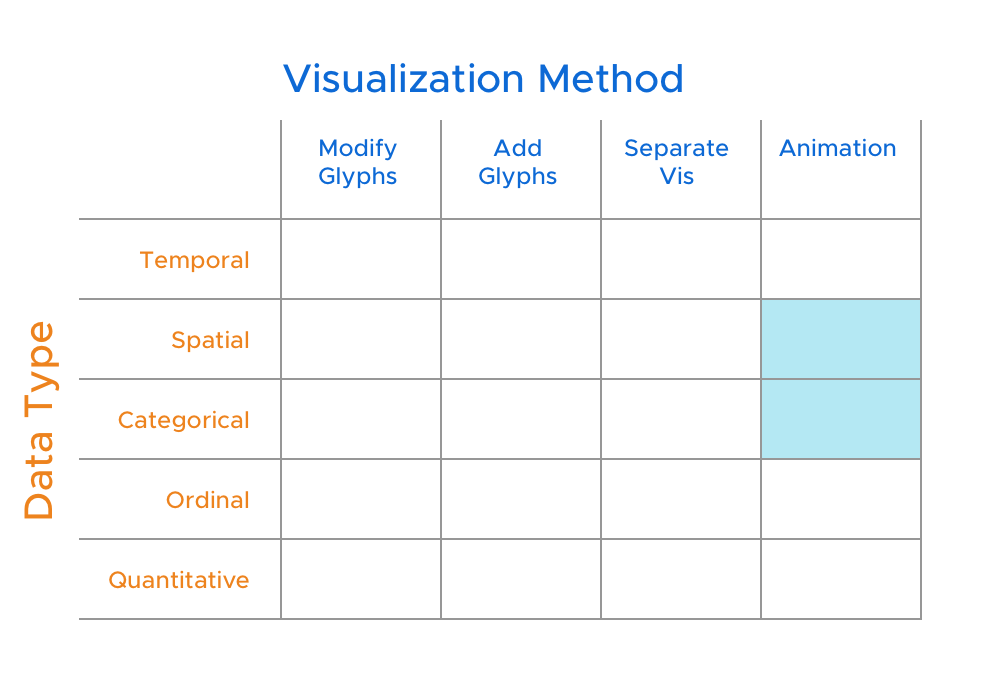 Visualization Method
Modify
Glyphs
Add
Glyphs
Separate
Vis
Animation
Data Type
Temporal
Spatial
Categorical
Ordinal
Quantitative